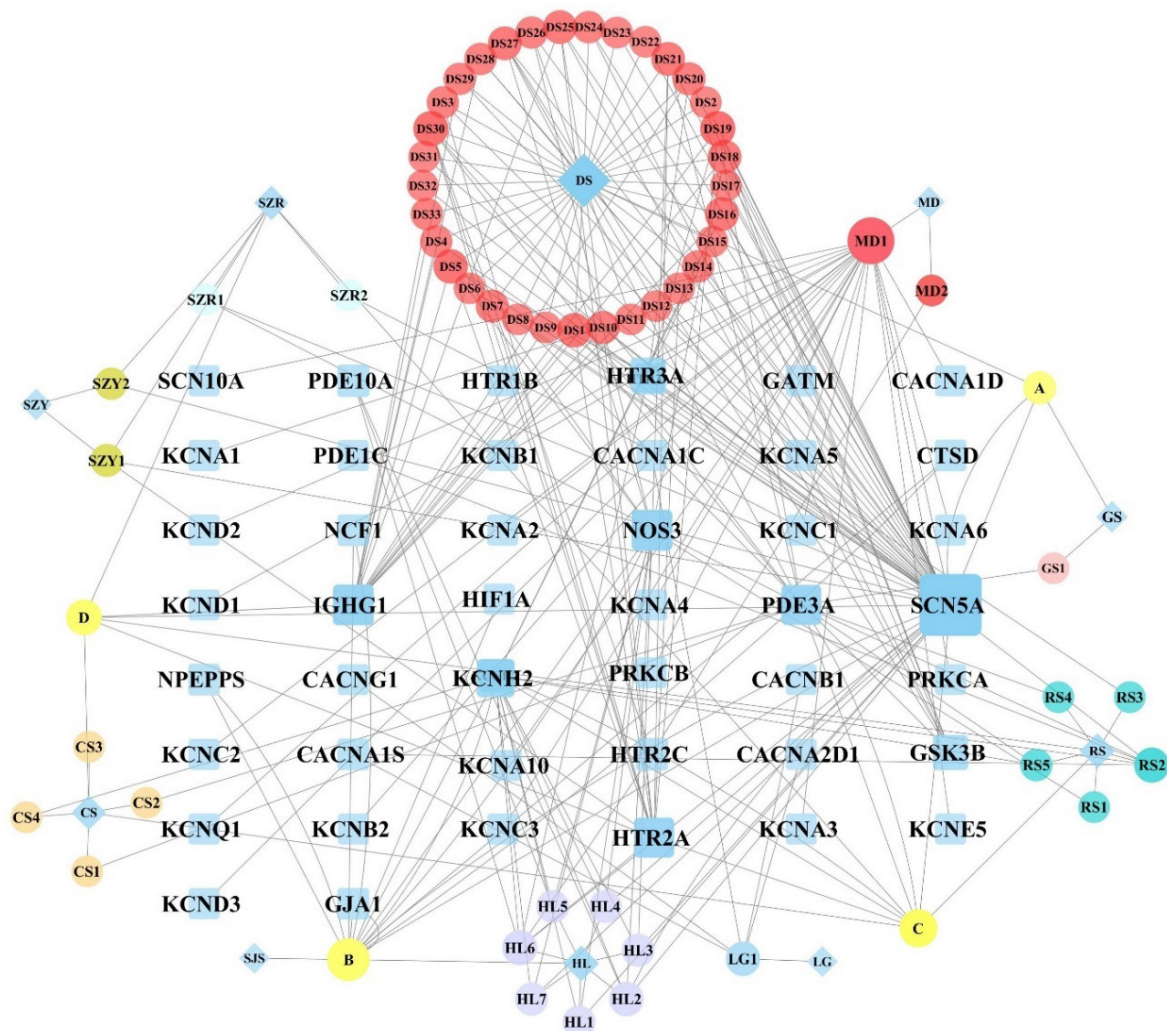 DS26 DS25 DS24
DS27 DS23
DS28 DS22
DS29 DS21
DS3 DS20
DS30 DS2
DS31 DS19
DS32 DS18
DS33 DS17
DS4 DS16
DS5 DS15
DS6 DS14
DS7 DS13
DS8 DS12
DS9 DS1 DS10 DS11
DS
SZR
MD
MD1
SZR1 SZR2
MD2
SZY2 SCN10A PDE10A HTR1B HTR3A GATM CACNA1D A
SZY
SZY1 KCNA1 PDE1C KCNB1 CACNA1C KCNA5 CTSD
KCND2 NCF1 KCNA2 NOS3 KCNC1 KCNA6 GS
GS1
D KCND1 IGHG1 HIF1A KCNA4 PDE3A SCN5A
NPEPPS CACNG1 KCNH2 PRKCB CACNB1 PRKCA RS4 RS3
CS3 KCNC2 CACNA1S KCNA10 HTR2C CACNA2D1 GSK3B RS5 RS RS2
CS4 CS CS2 RS1
KCNQ1 KCNB2 KCNC3 HTR2A KCNA3 KCNE5
CS1
KCND3 GJA1 HL5 HL4 C
HL6 HL3
SJS B HL LG1 LG
HL7 HL1 HL2